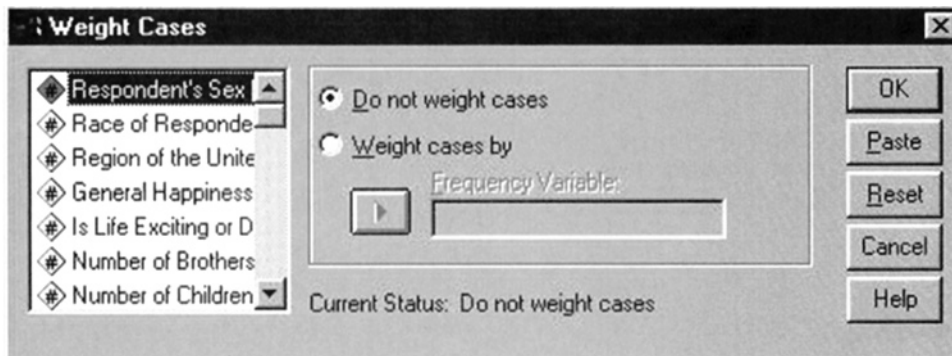 Weight Cases
Respondent's Sex
Race of Responde
Region of the Unite
General Happiness
Is Life Exciting or D
Number of Brothers
Number of Children
Do not weight cases
Weight cases by
Frequency Variable:
Current Status: Do not weight cases
OK
Paste
Reset
Cancel
Help